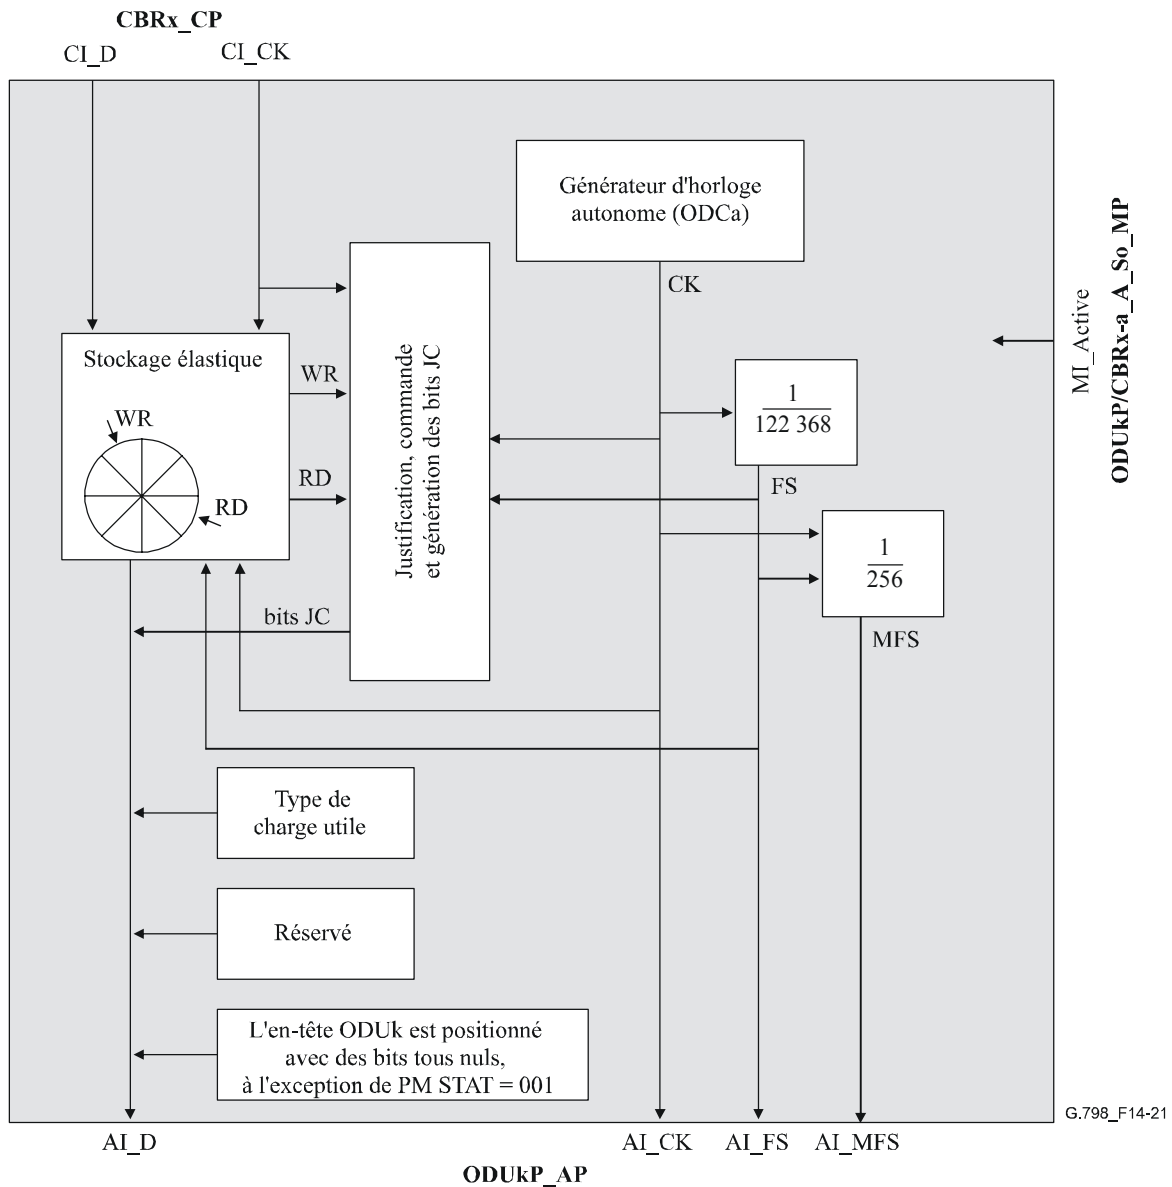 CBRx_CP
CI_D
CI_CK
Générateur d'horloge
autonome (ODCa)
CK
MI_Active
ODUkP/CBRx-a_A_So_MP
Stockage élastique
WR
RD
WR
RD
Justification, commande
et génération des bits JC
1
122 368
FS
1
256
MFS
bits JC
Type de
charge utile
Réservé
L'en-tête ODUk est positionné
avec des bits tous nuls,
à l'exception de PM STAT = 001
G.798_F14-21
AI_D
AI_CK
AI_FS
AI_MFS
ODUkP_AP